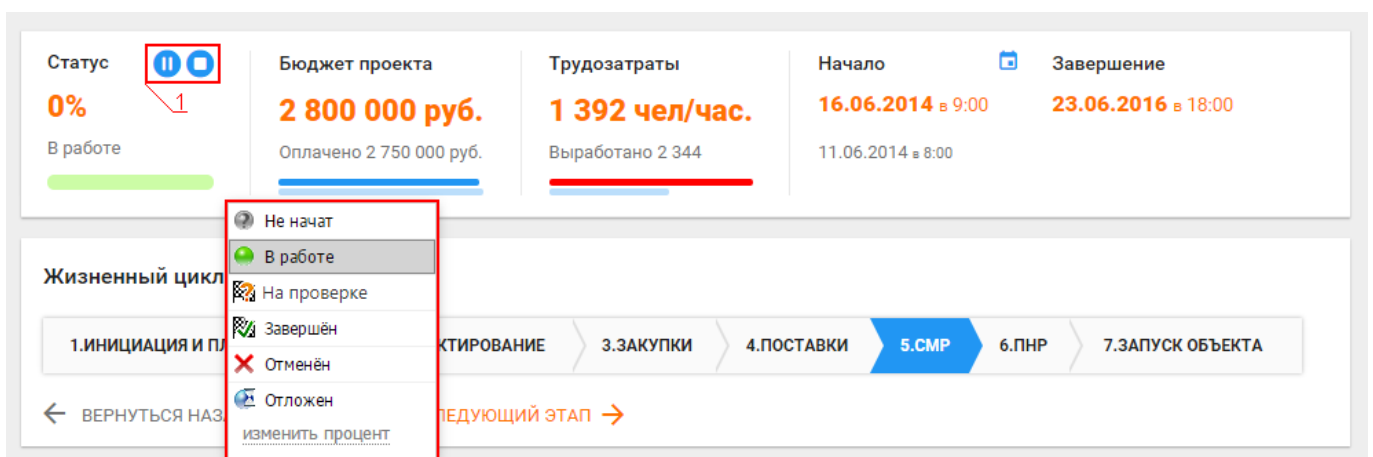 Статус
1
0%
В работе
Бюджет проекта
2 800 000 руб.
Оплачено 2 750 000 руб.
Трудозатраты
1 392 чел/час.
Выработано 2 344
Начало
16.06.2014 в 9:00
11.06.2014 в 8:00
Завершение
23.06.2016 в 18:00
Не начат
В работе
На проверке
Завершён
Отменён
Отложен
изменить процент
Жизненный цикл
1.ИНИЦИАЦИЯ И ПЛ
КТИРОВАНИЕ
3.ЗАКУПКИ
4.ПОСТАВКИ
5.СМР
6.ПНР
7.ЗАПУСК ОБЪЕКТА
ВЕРНУТЬСЯ НАЗА
ЛЕДУЮЩИЙ ЭТАП